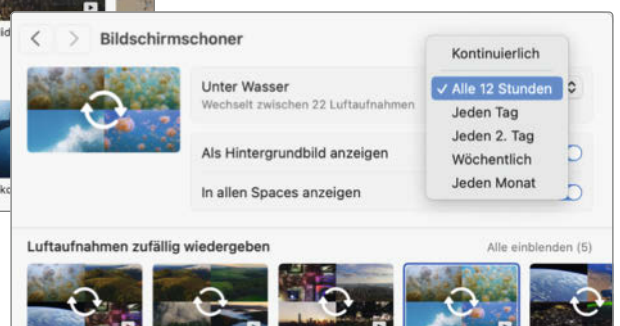 Bildschirmschoner
Kontinuierlich
✓ Alle 12 Stunden
Jeden Tag
Jeden 2. Tag
Wöchentlich
Jeden Monat
Unter Wasser
Wechselt zwischen 22 Luftaufnahmen
Als Hintergrundbild anzeigen
In allen Spaces anzeigen
Luftaufnahmen zufällig wiedergeben
Alle einblenden (5)